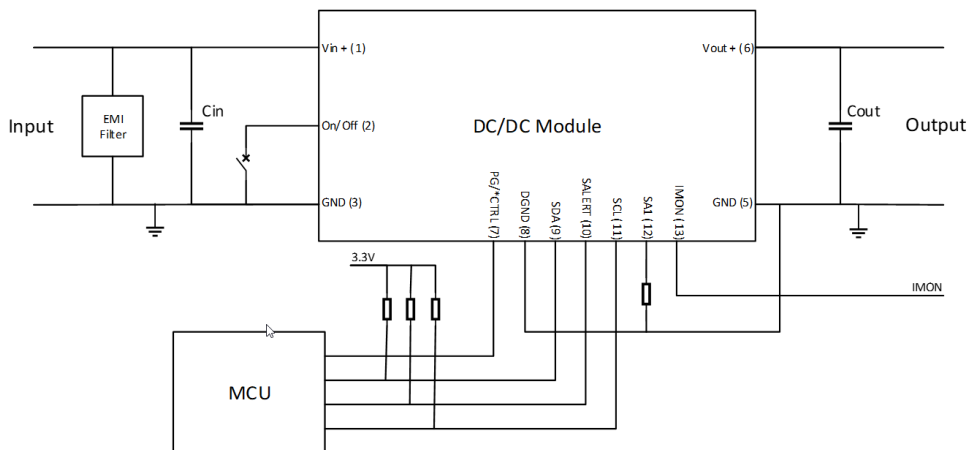 Vin + (1)
Vout + (6)
Input
EMI
Filter
Cin
On/Off (2)
DC/DC Module
Cout
Output
GND (3)
PG/*CTRL (7)
DGND (8)
SDA (9)
SALERT (10)
SCL (11)
SA1 (12)
IMON (13)
GND (5)
3.3V
IMON
MCU